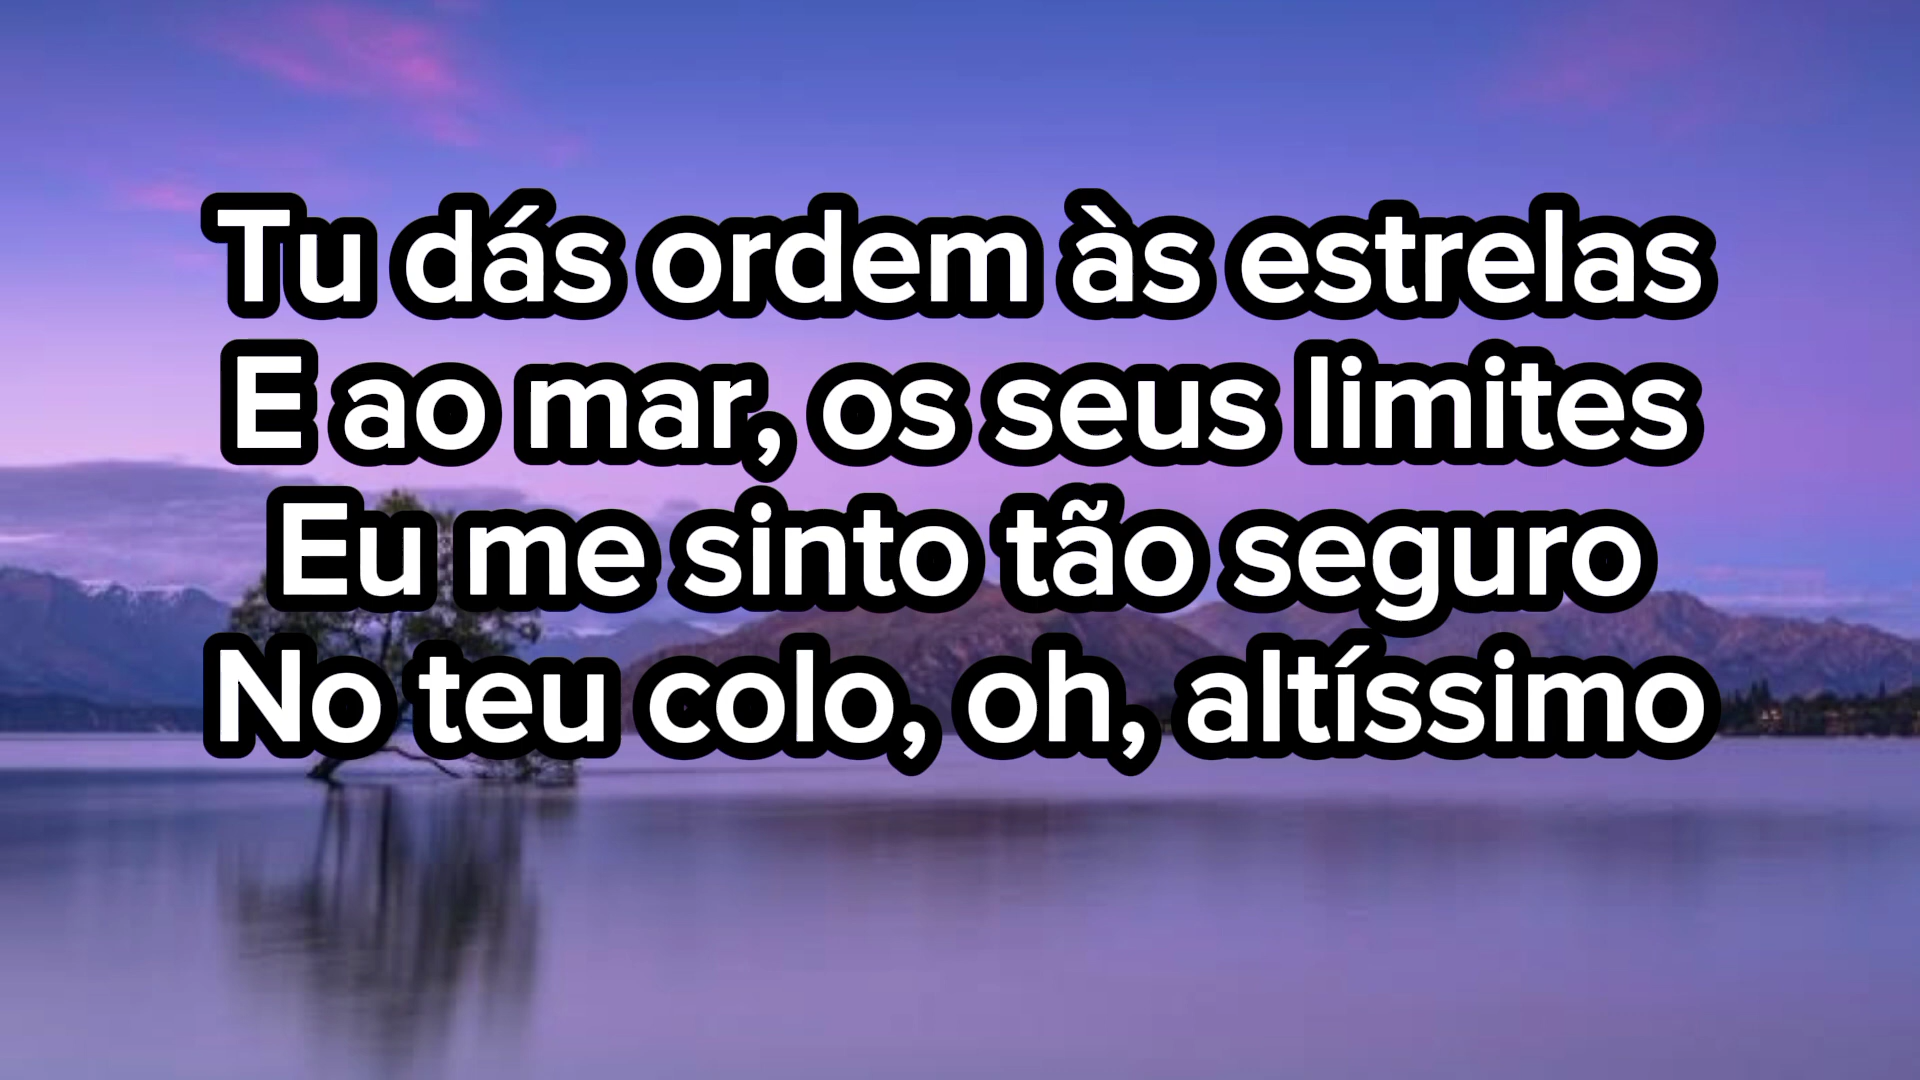 Tu dás ordem às estrelas
E ao mar, os seus limites
Eu me sinto tão seguro
No teu colo, oh, altíssimo